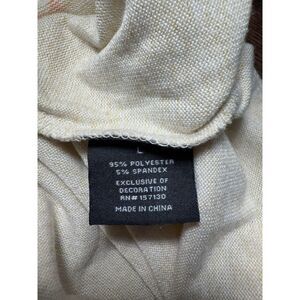 L
95% POLYESTER
5% SPANDEX
EXCLUSIVE OF
DECORATION
RN# 157130
MADE IN CHINA